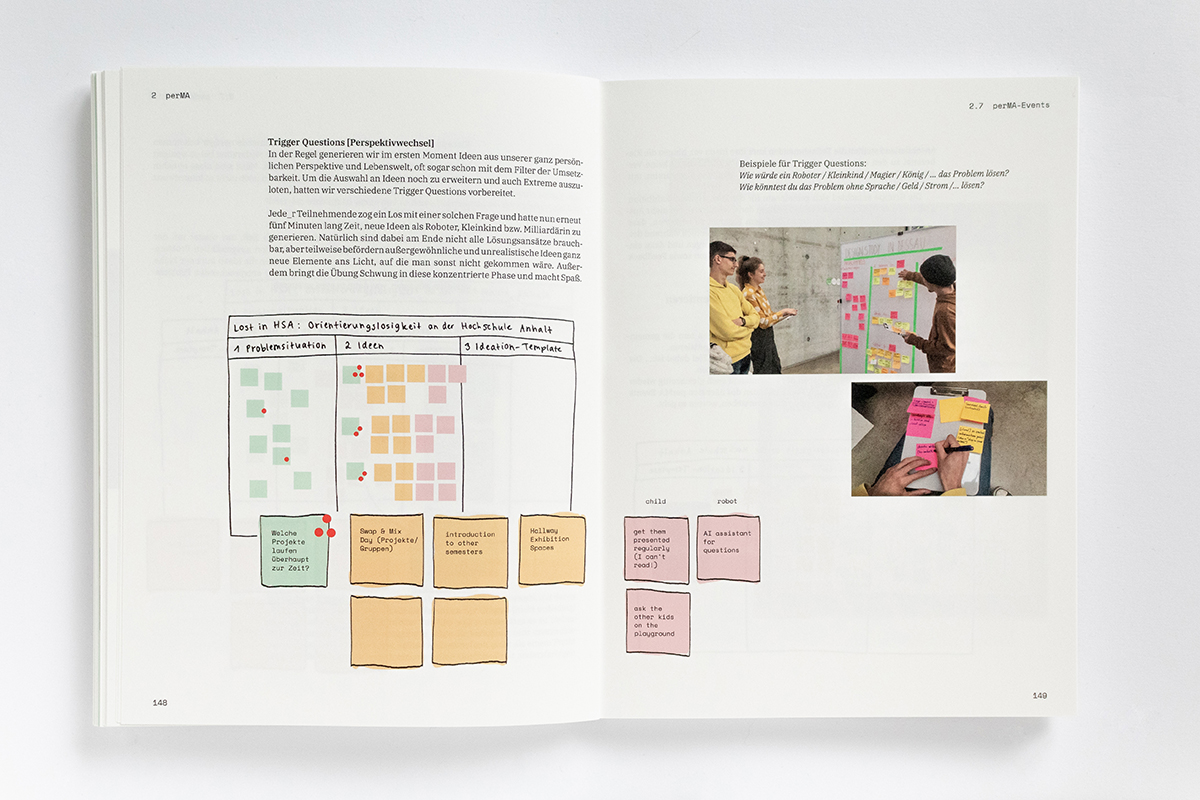 2 perMA
Trigger Questions [Perspektivwechsel]
In der Regel generieren wir im ersten Moment Ideen aus unserer ganz persön-
lichen Perspektive und Lebenswelt, oft sogar schon mit dem Filter der Umsetz-
barkeit. Um die Auswahl an Ideen noch zu erweitern und auch Extreme auszu-
loten, hatten wir verschiedene Trigger Questions vorbereitet.
Jede_r Teilnehmende zog ein Los mit einer solchen Frage und hatte nun erneut
fünf Minuten lang Zeit, neue Ideen als Roboter, Kleinkind bzw. Milliardärin zu
generieren. Natürlich sind dabei am Ende nicht alle Lösungsansätze brauch-
bar, aber teilweise befördern außergewöhnliche und unrealistische Ideen ganz
neue Elemente ans Licht, auf die man sonst nicht gekommen wäre. Außer-
dem bringt die Übung Schwung in diese konzentrierte Phase und macht Spaß.
Lost in HSA: Orientierungslosigkeit an der Hochschule Anhalt
1 Problemsituation
2 Ideen
3 Ideation-Template
Welche
Projekte
laufen
überhaupt
zur Zeit?
Swap & Mix
Day (Projekte/
Gruppen)
introduction
to other
semesters
Hallway
Exhibition
Spaces
148
2.7 perMA-Events
Beispiele für Trigger Questions:
Wie würde ein Roboter / Kleinkind / Magier / König / ... das Problem lösen?
Wie könntest du das Problem ohne Sprache / Geld / Strom /... lösen?
child
robot
get them
presented
regularly
(I can't
read!)
AI assistant
for
questions
ask the
other kids
on the
playground
149